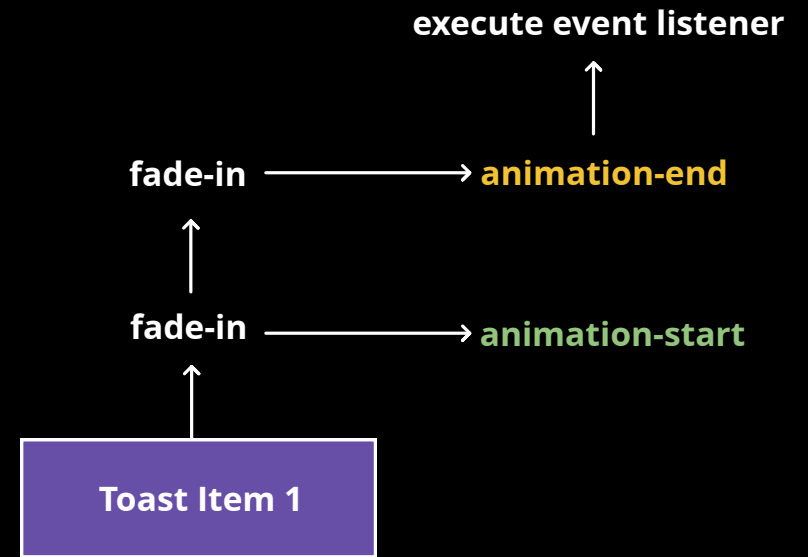 execute event listener
fade-in
animation-end
fade-in
animation-start
Toast Item 1